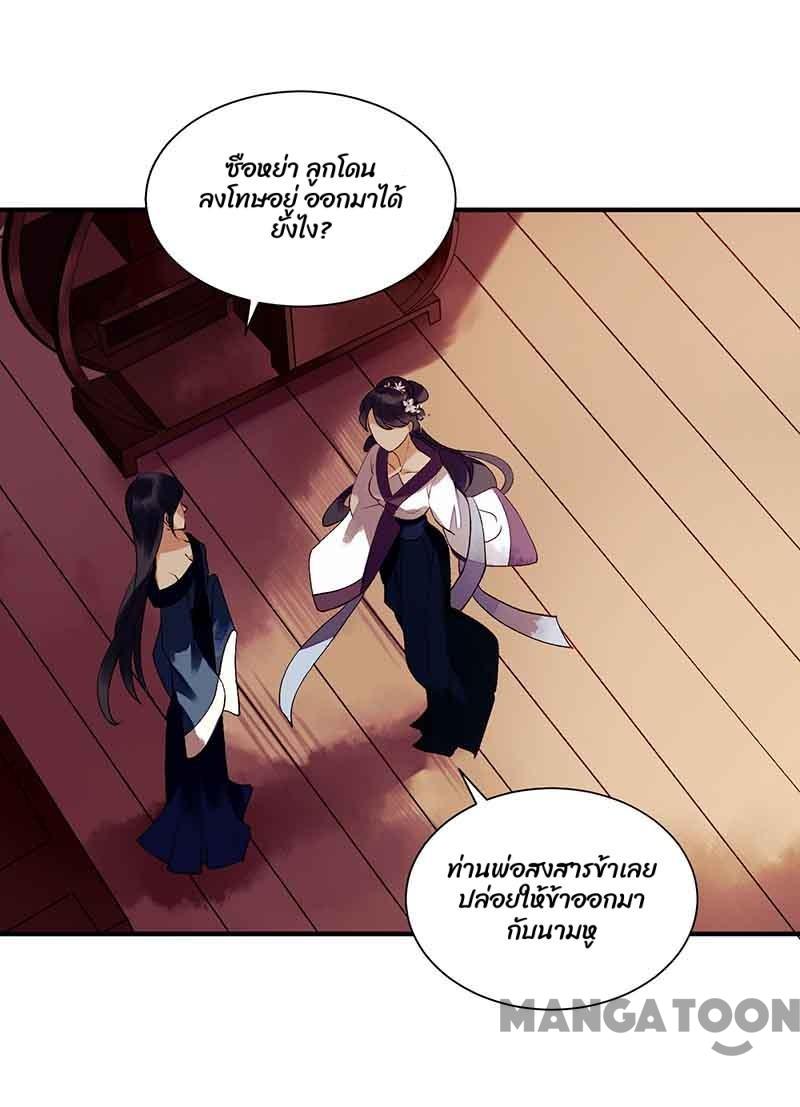 ซือหย่า ลูกโดน
ลงโทษอยู่ ออกมาได้
ยังไง?
ท่านพ่อสงสารข้าเลย
ปล่อยให้ข้าออกมา
กับนามหู
MANGATOON